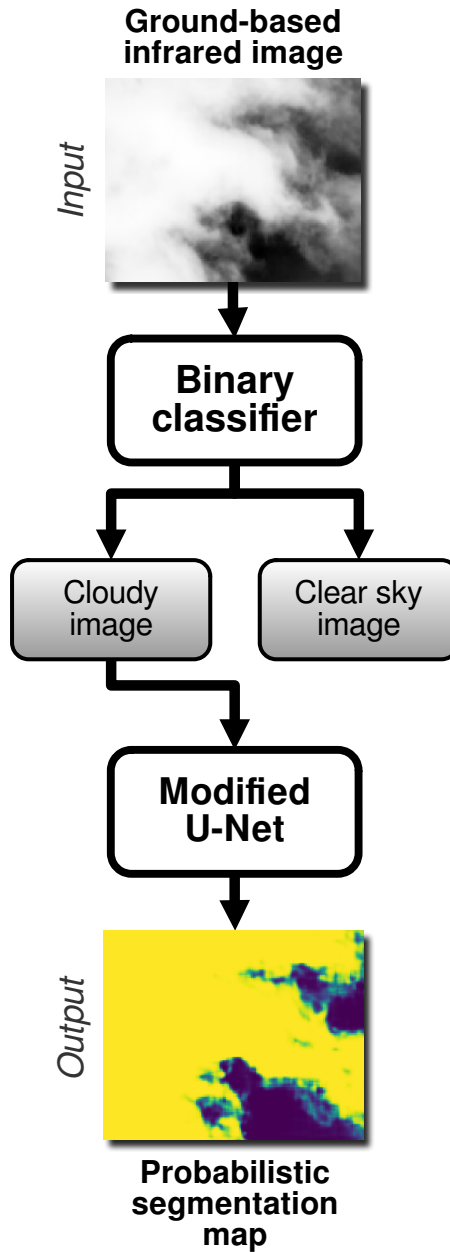 Ground-based
infrared image
Input
Binary
classifier
Cloudy
image
Clear sky
image
Modified
U-Net
Output
Probabilistic
segmentation
map